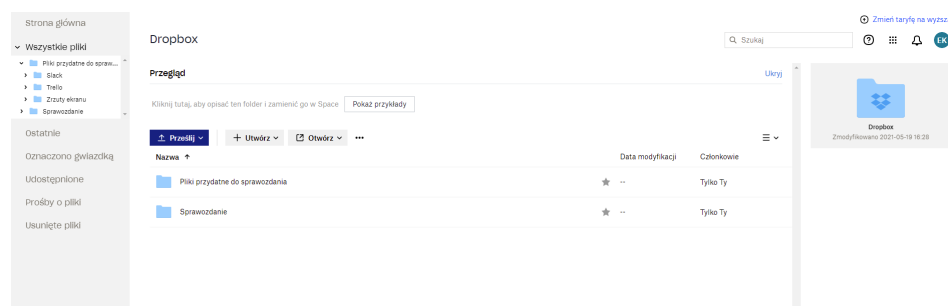 Strona główna
Wszystkie pliki
Pliki przydatne do spraw...
Slack
Trello
Zrzuty ekranu
Sprawozdanie
Ostatnie
Oznaczono gwiazdką
Udostępnione
Prośby o pliki
Usunięte pliki
Zmień taryfę na wyższą
Dropbox
Szukaj
EK
Przegląd
Ukryj
Kliknij tutaj, aby opisać ten folder i zamienić go w Space
Pokaż przykłady
Prześlij
Utwórz
Otwórz
Nazwa
Data modyfikacji
Członkowie
Pliki przydatne do sprawozdania
--
Tylko Ty
Sprawozdanie
--
Tylko Ty
Dropbox
Zmodyfikowano 2021-05-19 16:28